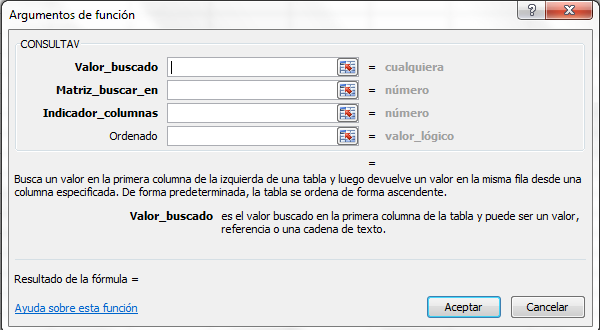 Argumentos de función
CONSULTAV
Valor_buscado = cualquiera
Matriz_buscar_en = número
Indicador_columnas = número
Ordenado = valor_lógico
=
Busca un valor en la primera columna de la izquierda de una tabla y luego devuelve un valor en la misma fila desde una
columna especificada. De forma predeterminada, la tabla se ordena de forma ascendente.
Valor_buscado es el valor buscado en la primera columna de la tabla y puede ser un valor,
referencia o una cadena de texto.
Resultado de la fórmula =
Ayuda sobre esta función
Aceptar Cancelar